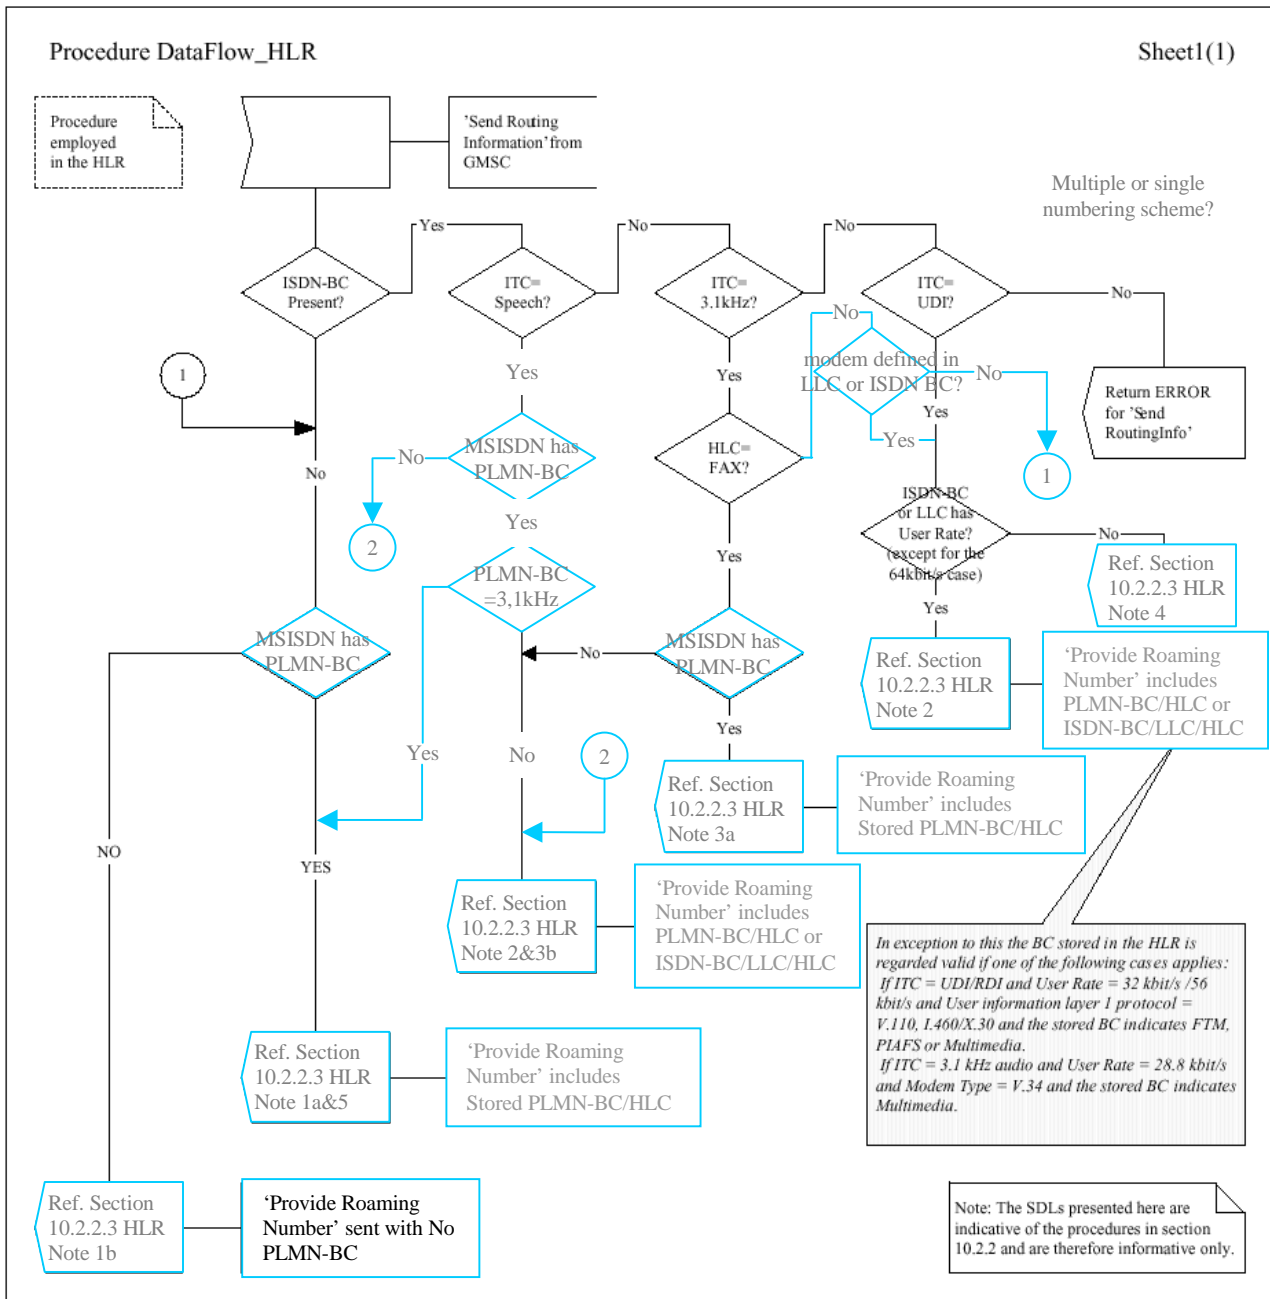 Procedure DataFlow_HLR
Sheet1(1)
Procedure
employed
in the HLR
'Send Routing
Information'from
GMSC
Multiple or single
numbering scheme?
Yes
No
No
ISDN-BC
Present?
ITC=
Speech?
ITC=
3.1kHz?
ITC=
UDI?
No
No
1
Yes
Yes
modem defined in
LLC or ISDN BC?
No
Return ERROR
for 'Send
RoutingInfo'
Yes
Yes
No
MSISDN has
PLMN-BC
No
HLC=
FAX?
1
2
Yes
ISDN-BC
or LLC has
User Rate?
(except for the
64kbit/s case)
No
Yes
PLMN-BC
=3,1kHz
Ref. Section
10.2.2.3 HLR
Note 4
Yes
MSISDN has
PLMN-BC
No
MSISDN has
PLMN-BC
Ref. Section
10.2.2.3 HLR
Note 2
‘Provide Roaming
Number’ includes
PLMN-BC/HLC or
ISDN-BC/LLC/HLC
Yes
Yes
No
2
Ref. Section
10.2.2.3 HLR
Note 3a
‘Provide Roaming
Number’ includes
Stored PLMN-BC/HLC
NO
YES
Ref. Section
10.2.2.3 HLR
Note 2&3b
‘Provide Roaming
Number’ includes
PLMN-BC/HLC or
ISDN-BC/LLC/HLC
In exception to this the BC stored in the HLR is
regarded valid if one of the following cases applies:
If ITC = UDI/RDI and User Rate = 32 kbit/s /56
kbit/s and User information layer 1 protocol =
V.110, I.460/X.30 and the stored BC indicates FTM,
PIAFS or Multimedia.
If ITC = 3.1 kHz audio and User Rate = 28.8 kbit/s
and Modem Type = V.34 and the stored BC indicates
Multimedia.
Ref. Section
10.2.2.3 HLR
Note 1a&5
‘Provide Roaming
Number’ includes
Stored PLMN-BC/HLC
Ref. Section
10.2.2.3 HLR
Note 1b
‘Provide Roaming
Number’ sent with No
PLMN-BC
Note: The SDLs presented here are
indicative of the procedures in section
10.2.2 and are therefore informative only.